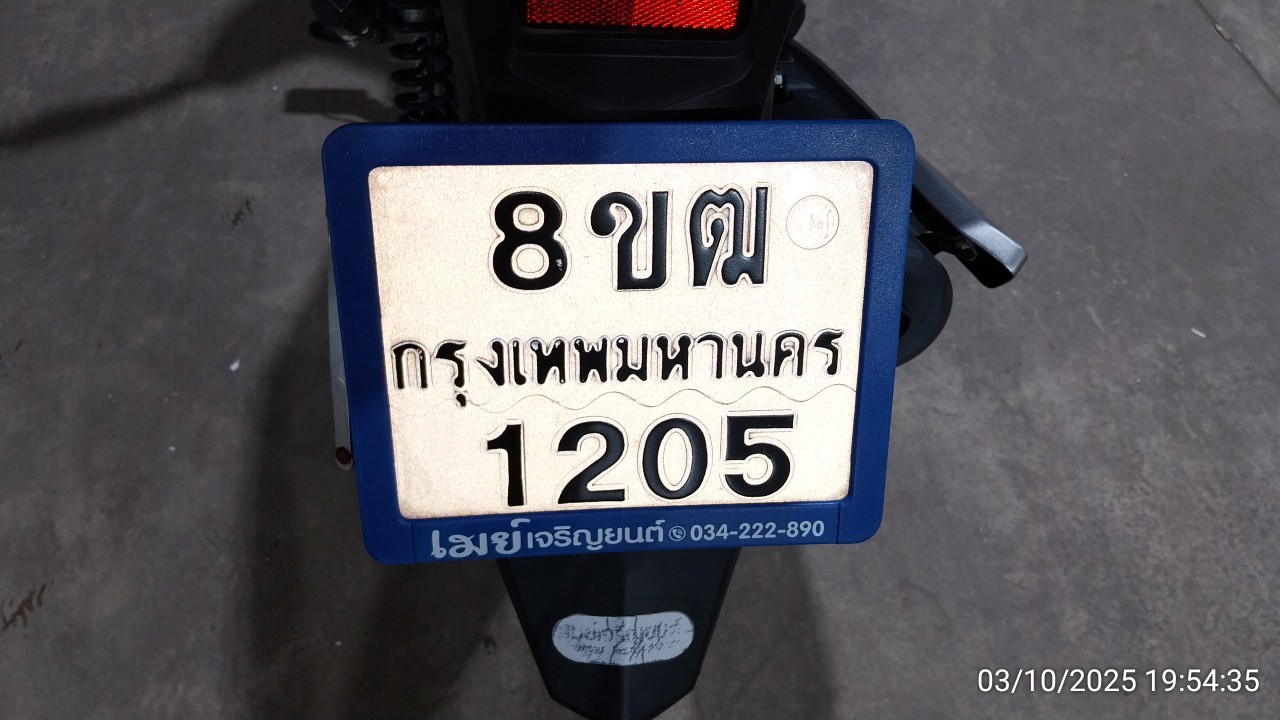 8ขฒ
กรุงเทพมหานคร
1205
เมย์เจริญยนต์ 034-222-890
03/10/2025 19:54:35